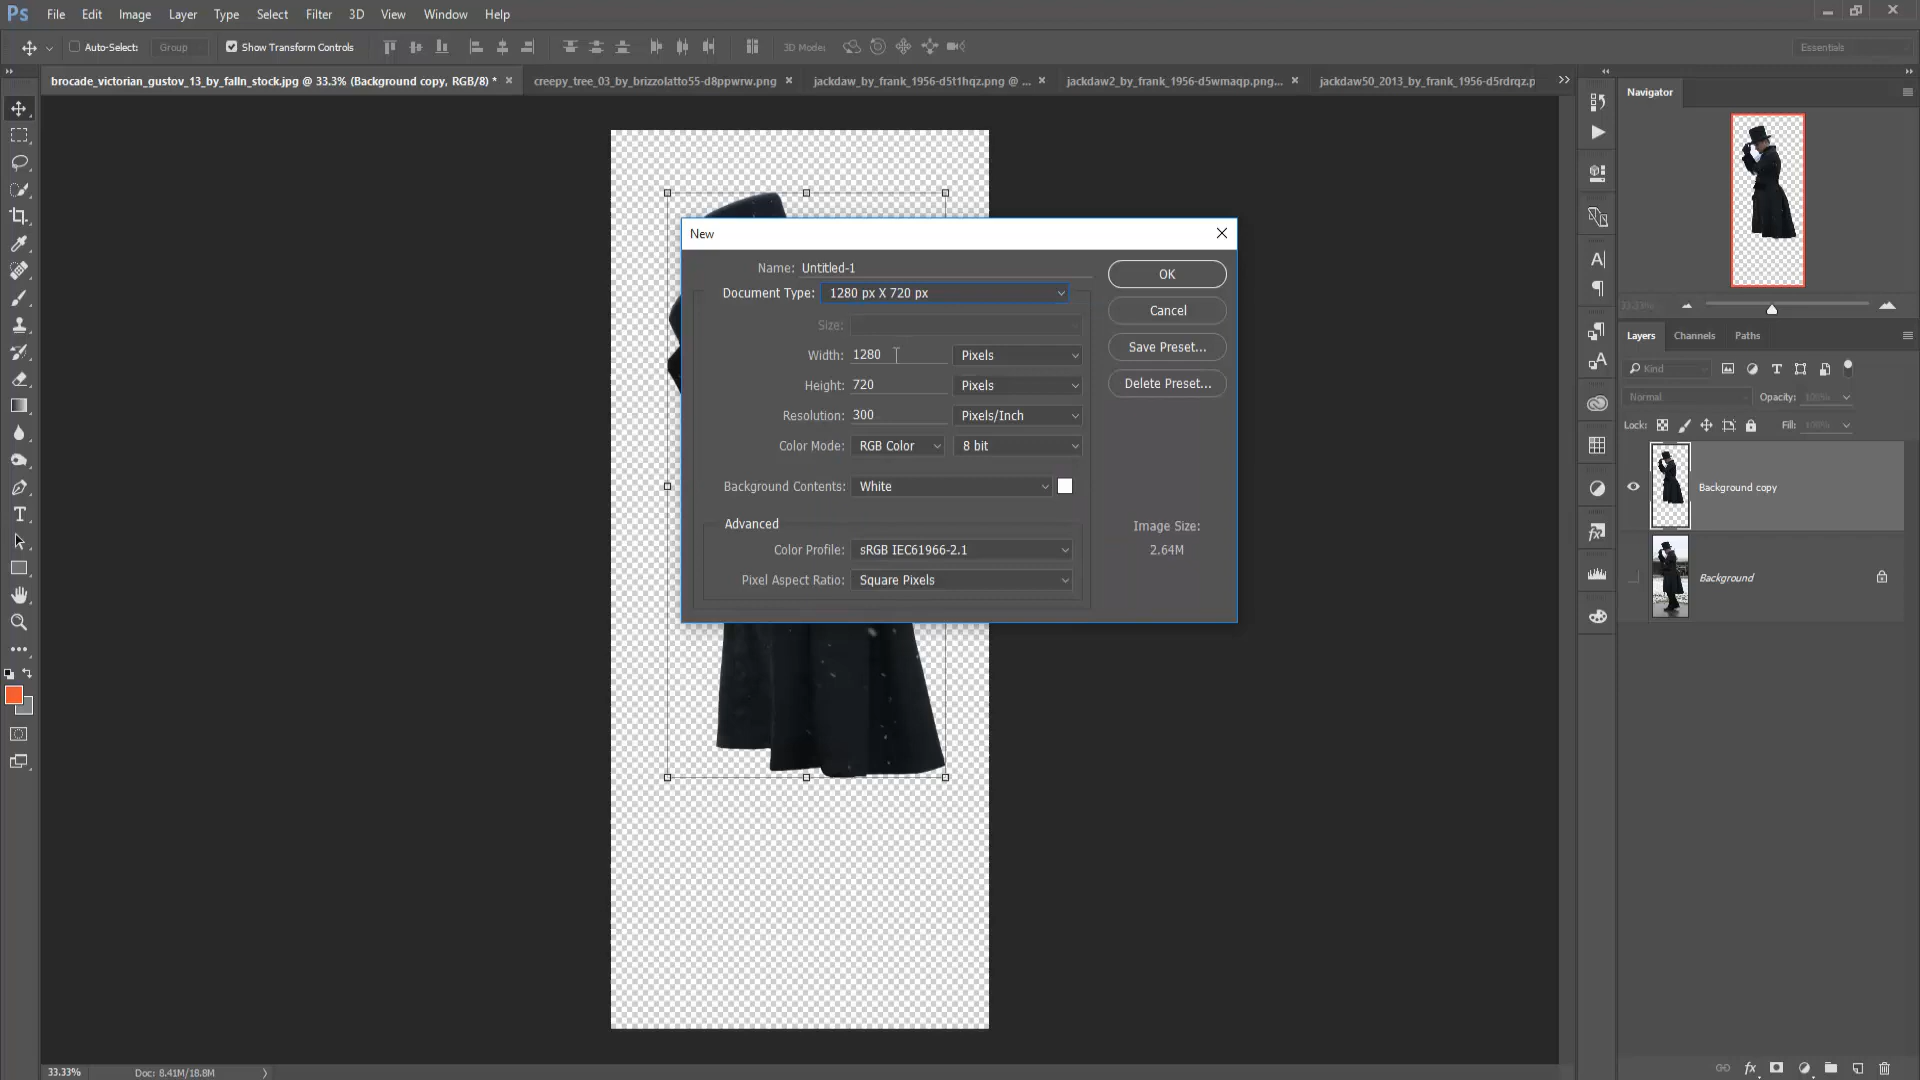 Ps File Edit Image Layer Type Select Filter 3D View Window Help
Auto-Select: Group Show Transform Controls 3D Mode: Essentials
brocade_victorian_gustov_13_by_falln_stock.jpg @ 33.3% (Background copy, RGB/8) * × creepy_tree_03_by_brizzolatto55-d8ppwrw.png × jackdaw_by_frank_1956-d5t1hqz.png @ ... × jackdaw2_by_frank_1956-d5wmaqp.png... × jackdaw50_2013_by_frank_1956-d5rdrqz.p
Navigator
33.33%
Layers Channels Paths
Kind
Normal Opacity: 100%
Lock: Fill: 100%
Background copy
Background
New
Name: Untitled-1
OK
Document Type: 1280 px X 720 px
Cancel
Size:
Width: 1280 Pixels
Save Preset...
Height: 720 Pixels
Delete Preset...
Resolution: 300 Pixels/Inch
Color Mode: RGB Color 8 bit
Background Contents: White
Advanced
Image Size:
Color Profile: sRGB IEC61966-2.1
2.64M
Pixel Aspect Ratio: Square Pixels
33.33% Doc: 8.41M/18.8M